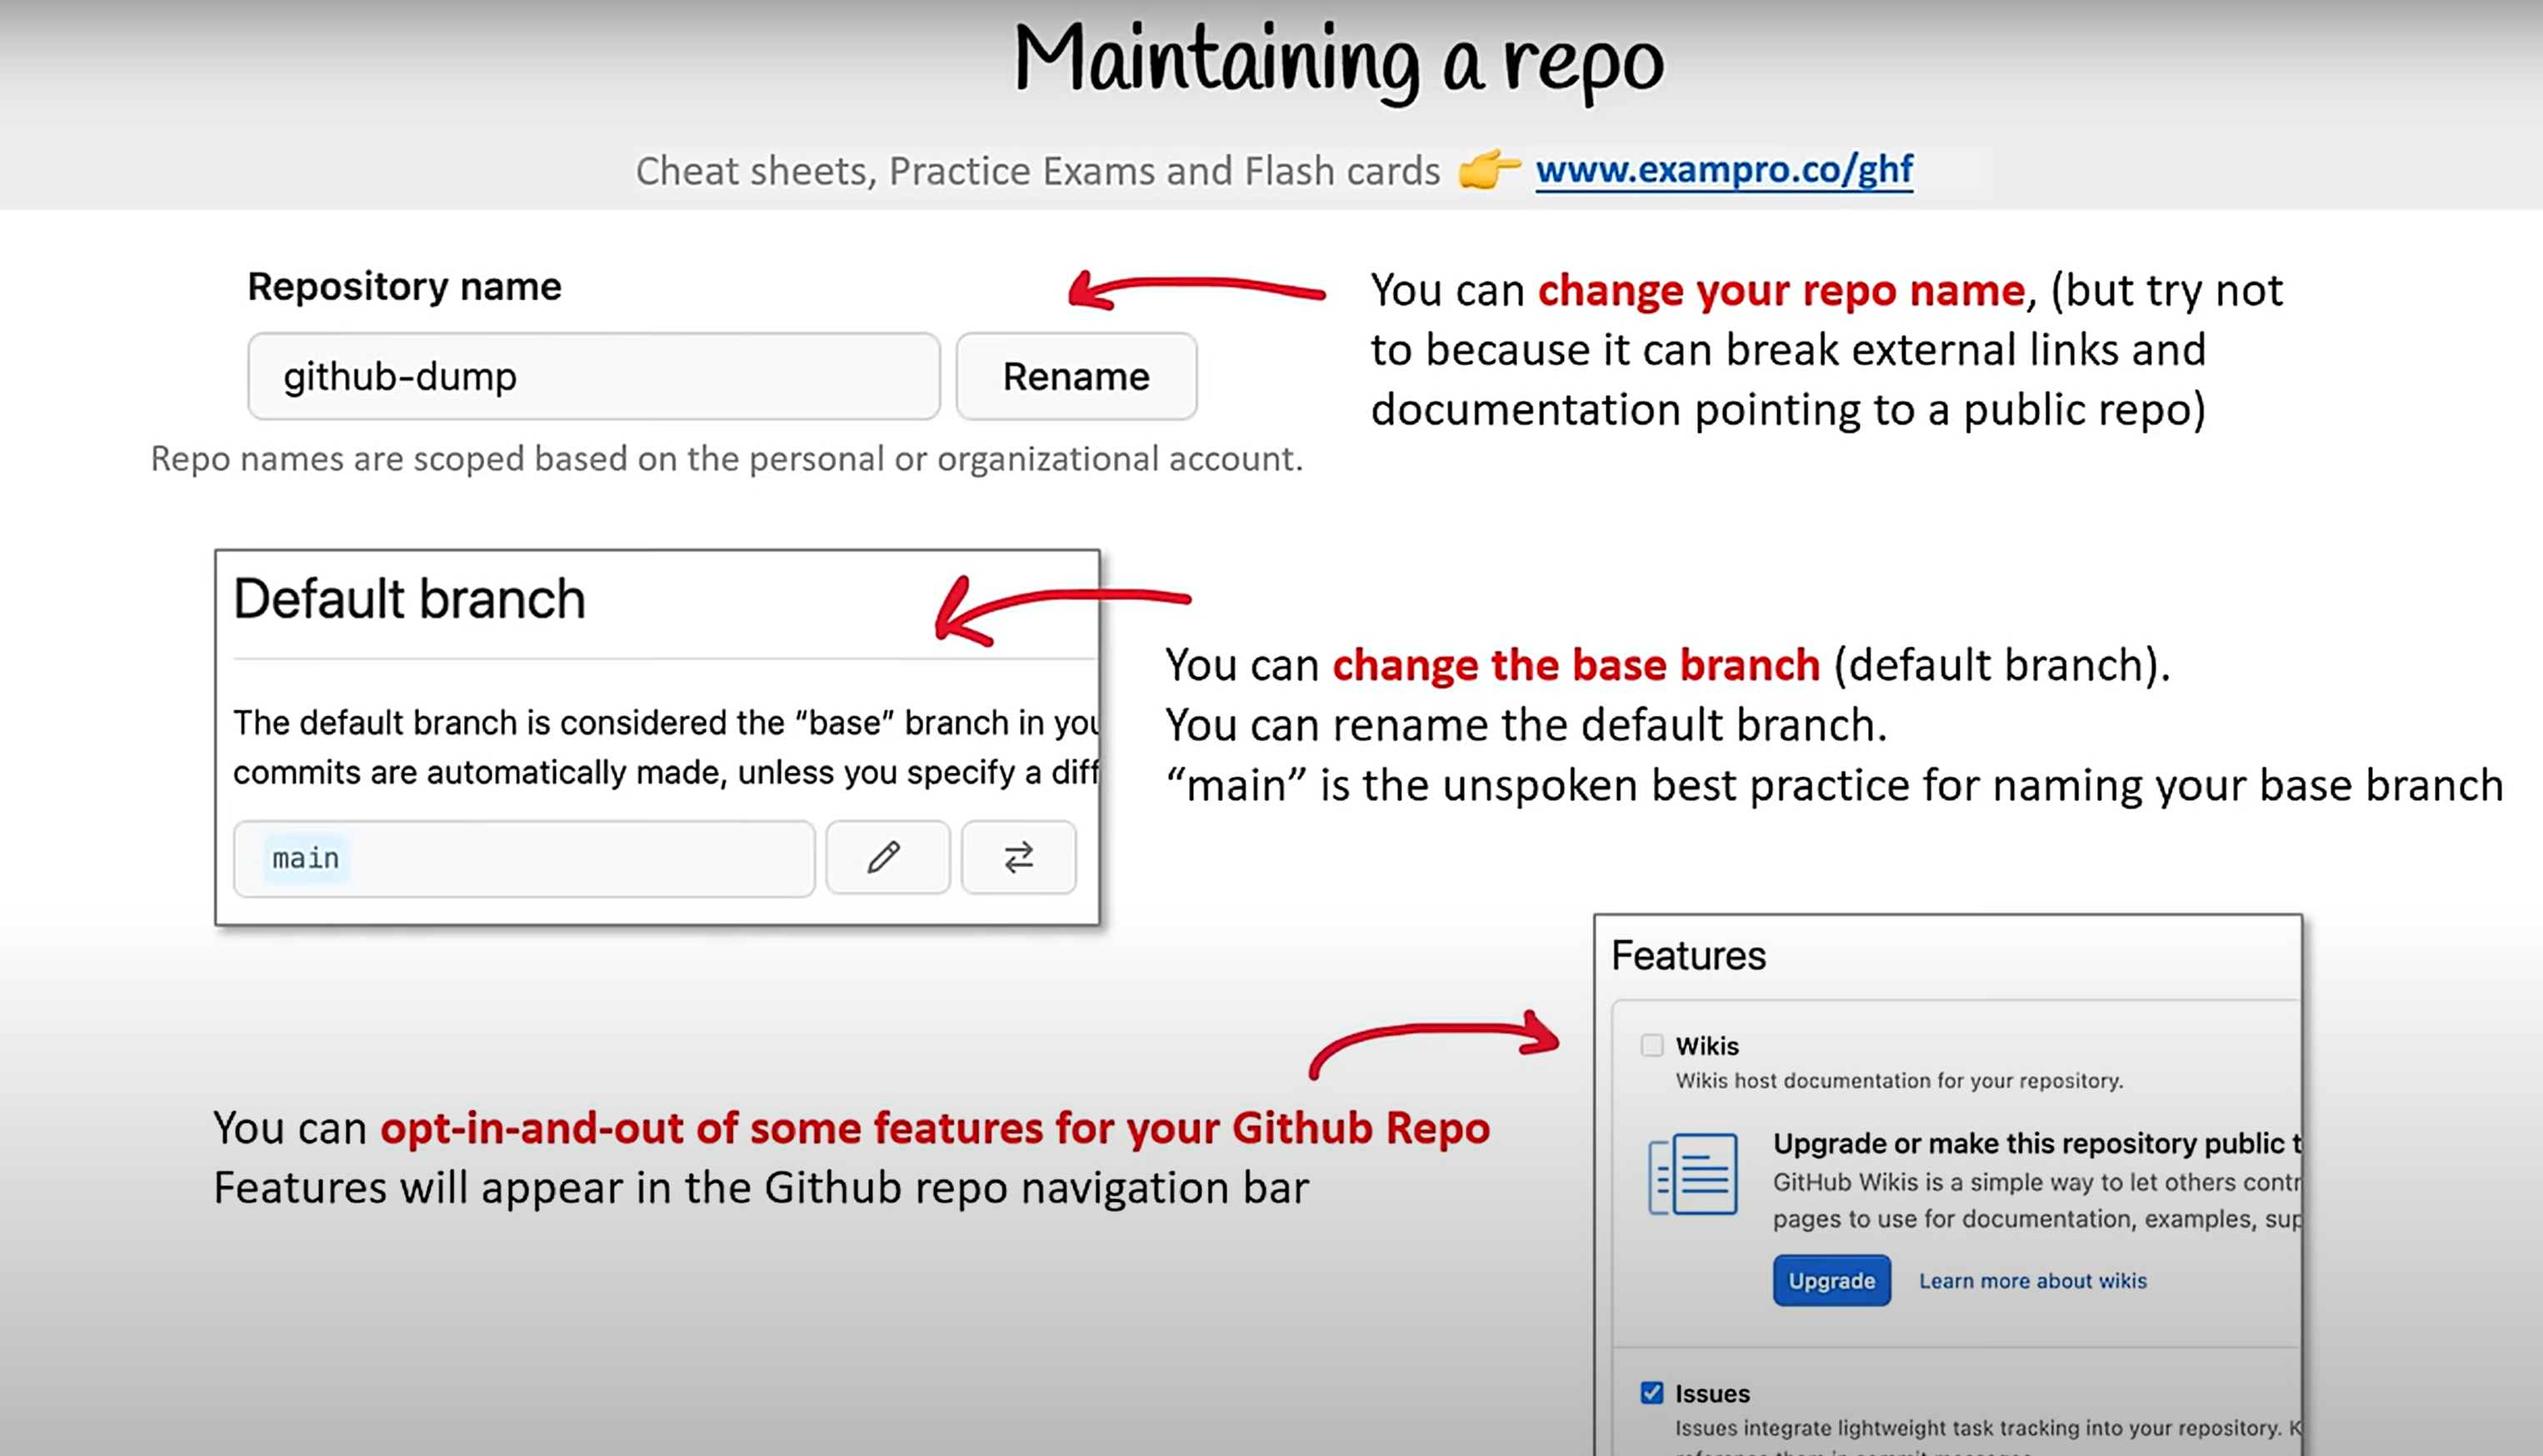 Maintaining a repo
Cheat sheets, Practice Exams and Flash cards 👉 www.exampro.co/ghf
Repository name
github-dump
Rename
Repo names are scoped based on the personal or organizational account.
You can change your repo name, (but try not
to because it can break external links and
documentation pointing to a public repo)
Default branch
The default branch is considered the “base” branch in you
commits are automatically made, unless you specify a diff
main
You can change the base branch (default branch).
You can rename the default branch.
“main” is the unspoken best practice for naming your base branch
You can opt-in-and-out of some features for your Github Repo
Features will appear in the Github repo navigation bar
Features
Wikis
Wikis host documentation for your repository.
Upgrade or make this repository public t
GitHub Wikis is a simple way to let others contr
pages to use for documentation, examples, sup
Upgrade
Learn more about wikis
Issues
Issues integrate lightweight task tracking into your repository. K